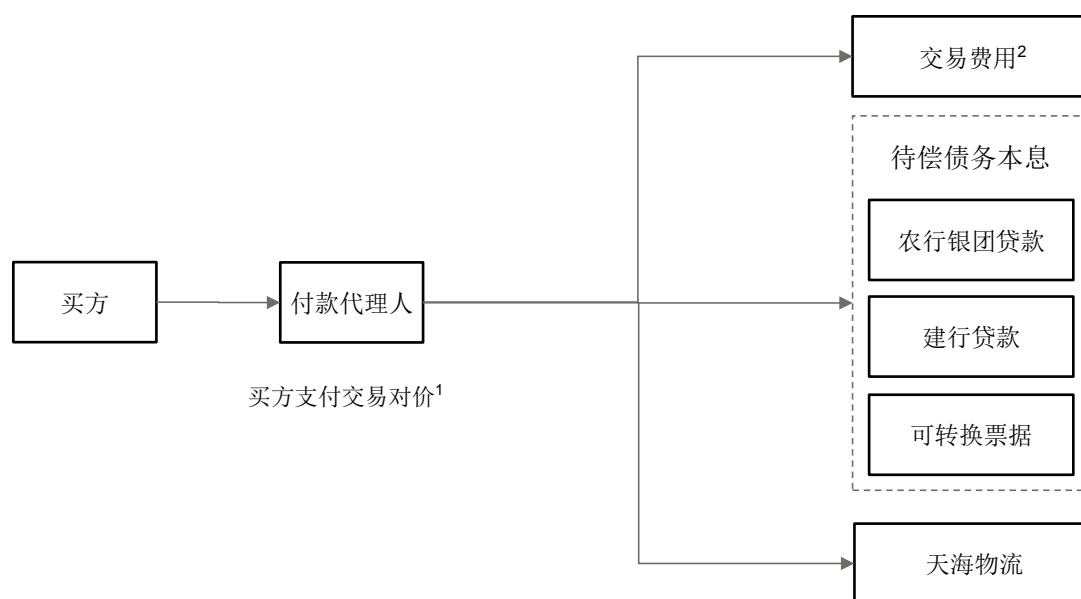 交易费用²
待偿债务本息
农行银团贷款
买方
付款代理人
建行贷款
买方支付交易对价¹
可转换票据
天海物流